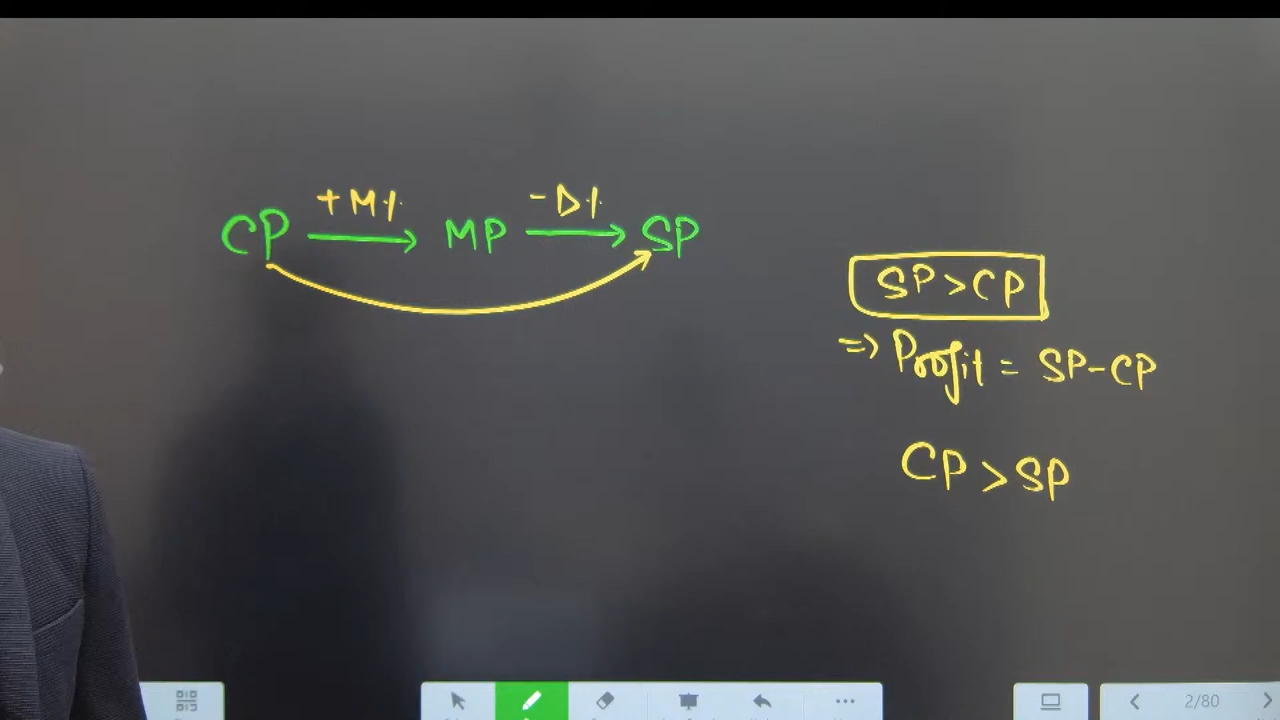 +M% -D%
CP → MP → SP
SP>CP
=> Profit = SP-CP
CP > SP
2/80